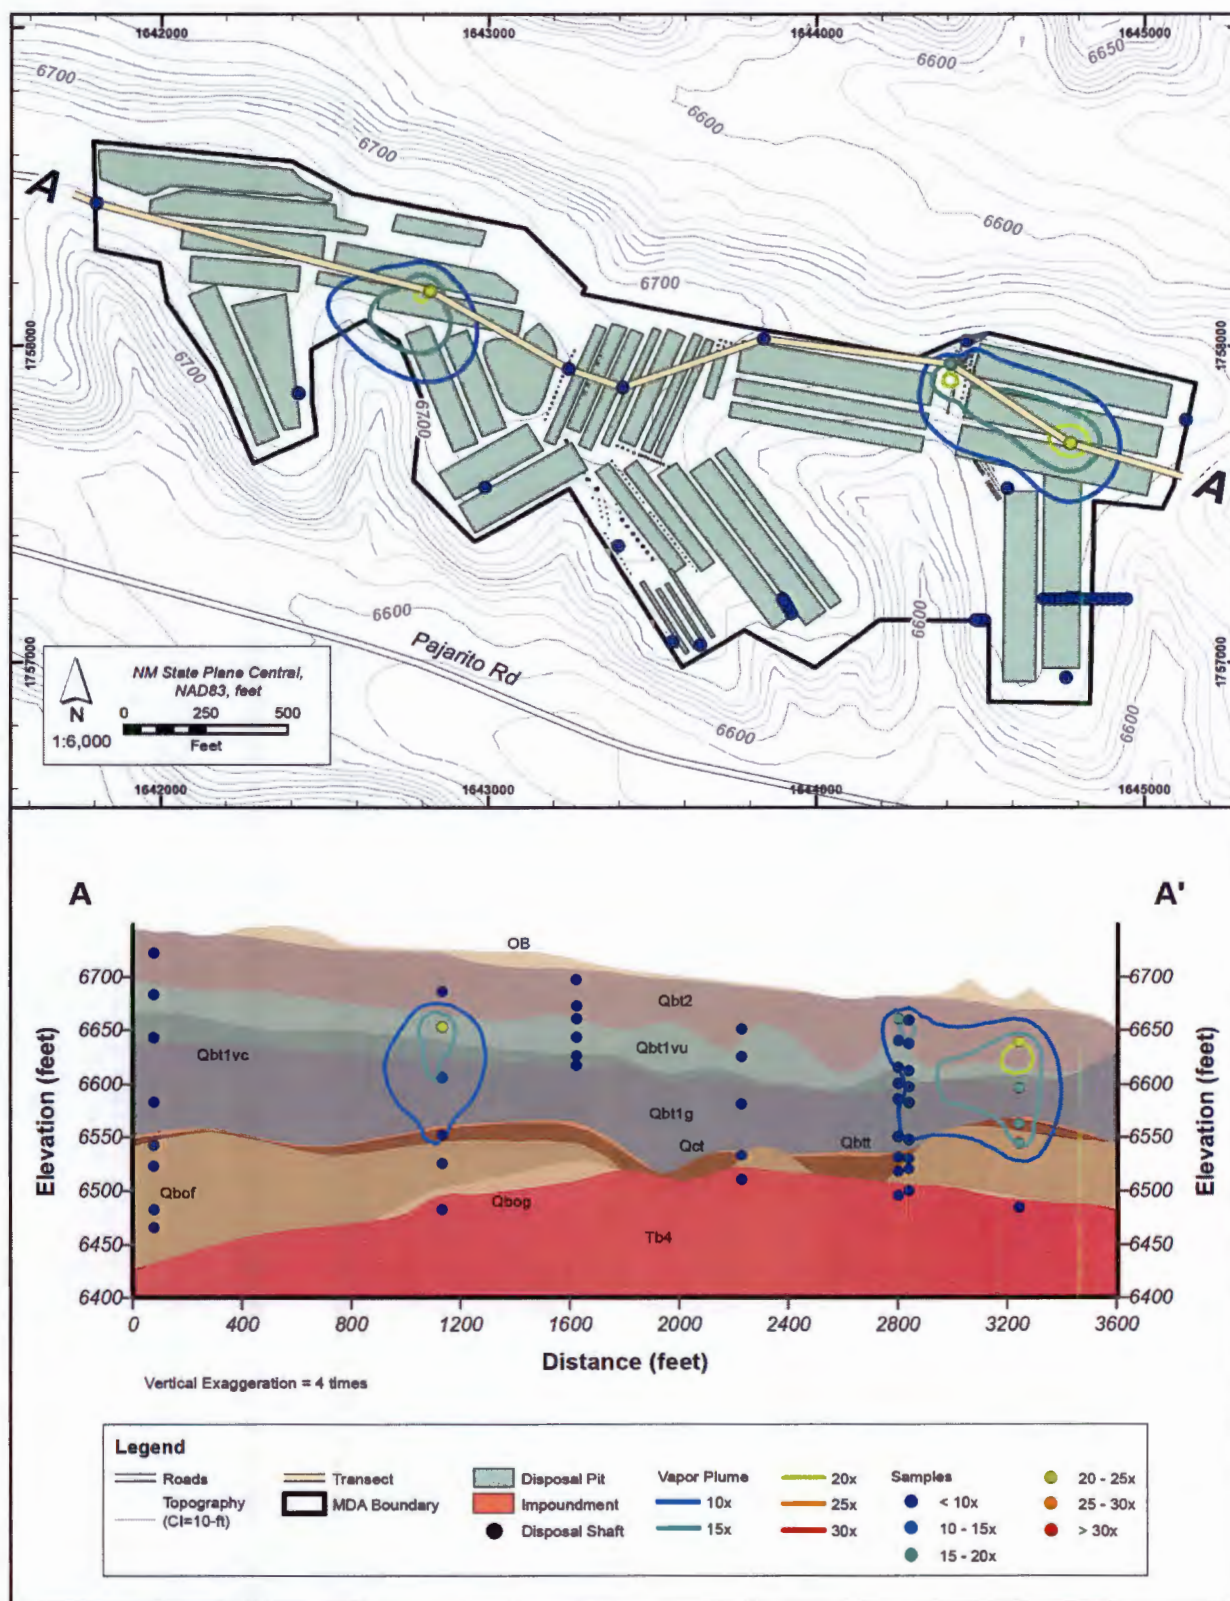 1642000 1643000 1644000 1645000
6700 6600 6650
6600
6700
6600
A
6700
1758000 1758000
6700
6700
A
6600 6600
Pajarito Rd
1757000 1757000
NM State Plane Central,
NAD83, feet
N
0 250 500
1:6,000
Feet
6600
6600
1642000 1643000 1644000 1645000
A A'
OB
6700 6700
Qbt2
6650 6650
Qbt1vc Qbt1vu
6600 6600
Qbt1g
6550 6550
Qct Qbtt
Qbof
6500 6500
Qbog
Tb4
6450 6450
6400 6400
Elevation (feet) Elevation (feet)
0 400 800 1200 1600 2000 2400 2800 3200 3600
Distance (feet)
Vertical Exaggeration = 4 times
Legend
Roads Transect Disposal Pit Vapor Plume 20x Samples 20 - 25x
Topography MDA Boundary Impoundment 10x 25x < 10x 25 - 30x
(CI=10-ft) Disposal Shaft 15x 30x 10 - 15x > 30x
15 - 20x